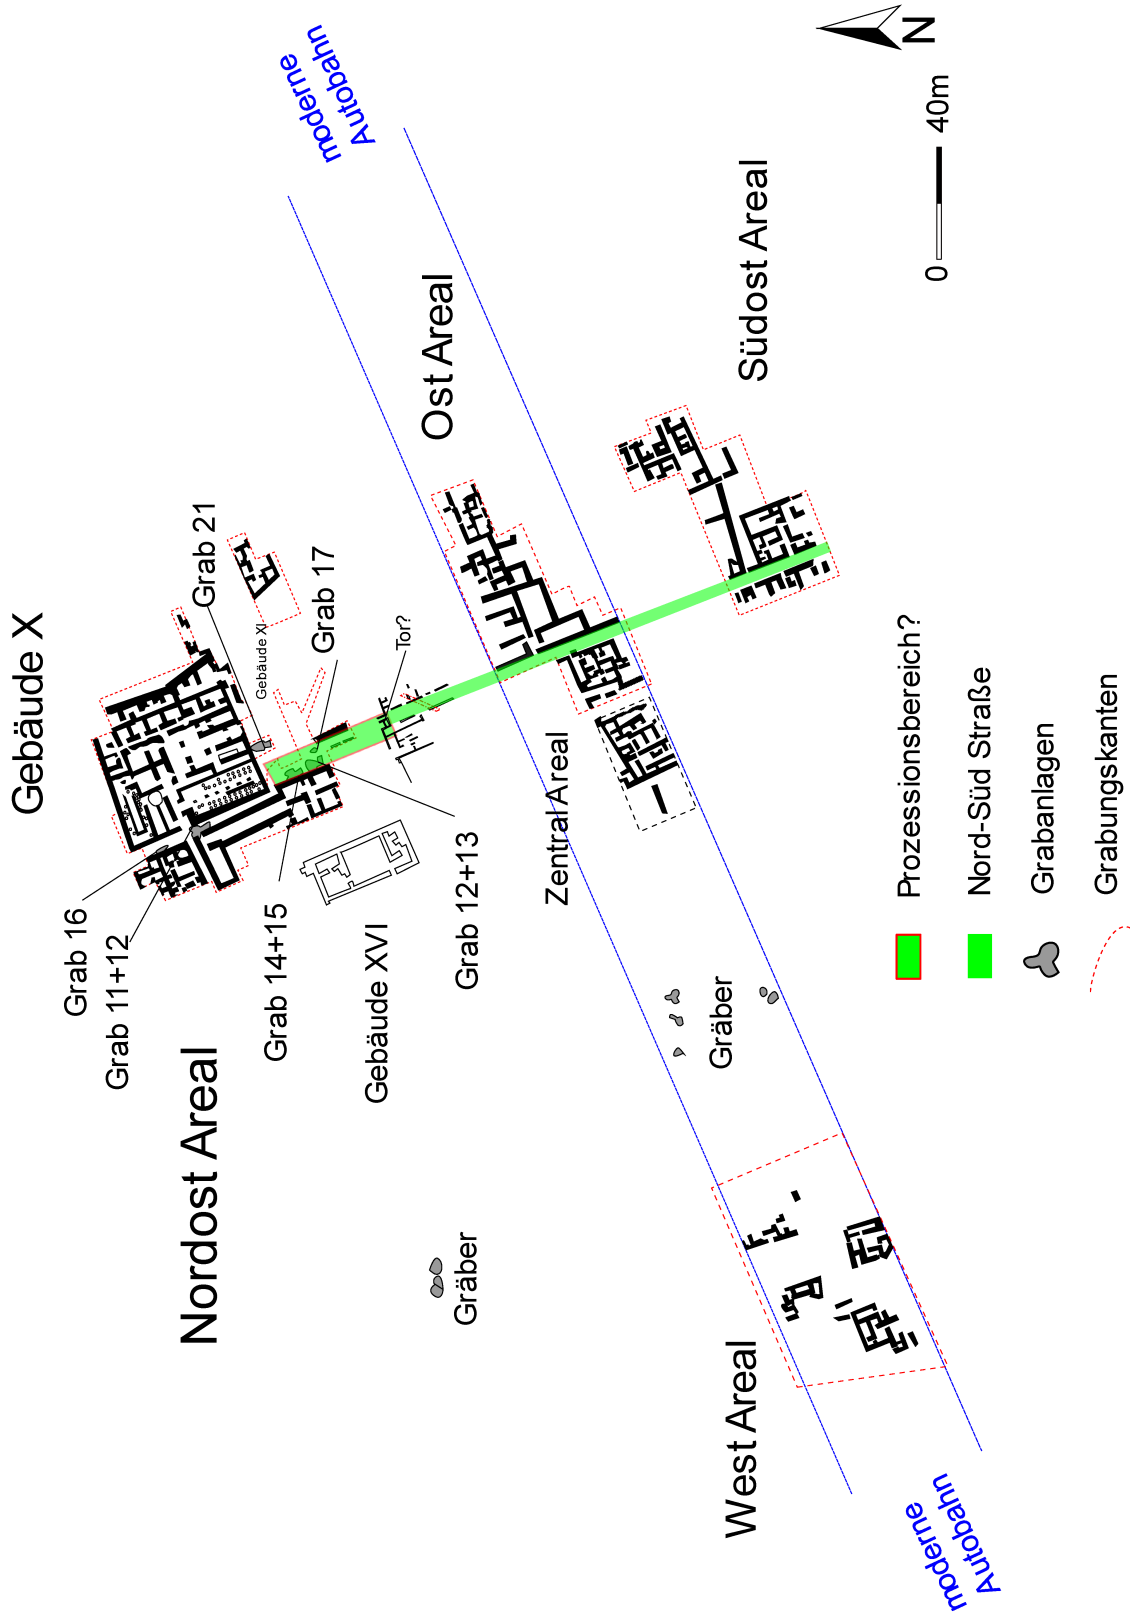 Gebäude X
Nordost Areal
Grab 16
Grab 11+12
Grab 21
Gebäude XI
Grab 17
Grab 14+15
Tor?
Gebäude XVI
Grab 12+13
moderne
Autobahn
Ost Areal
Gräber
Zentral Areal
Südost Areal
Gräber
West Areal
moderne
Autobahn
N
0 40m
Prozessionsbereich?
Nord-Süd Straße
Grabanlagen
Grabungskanten